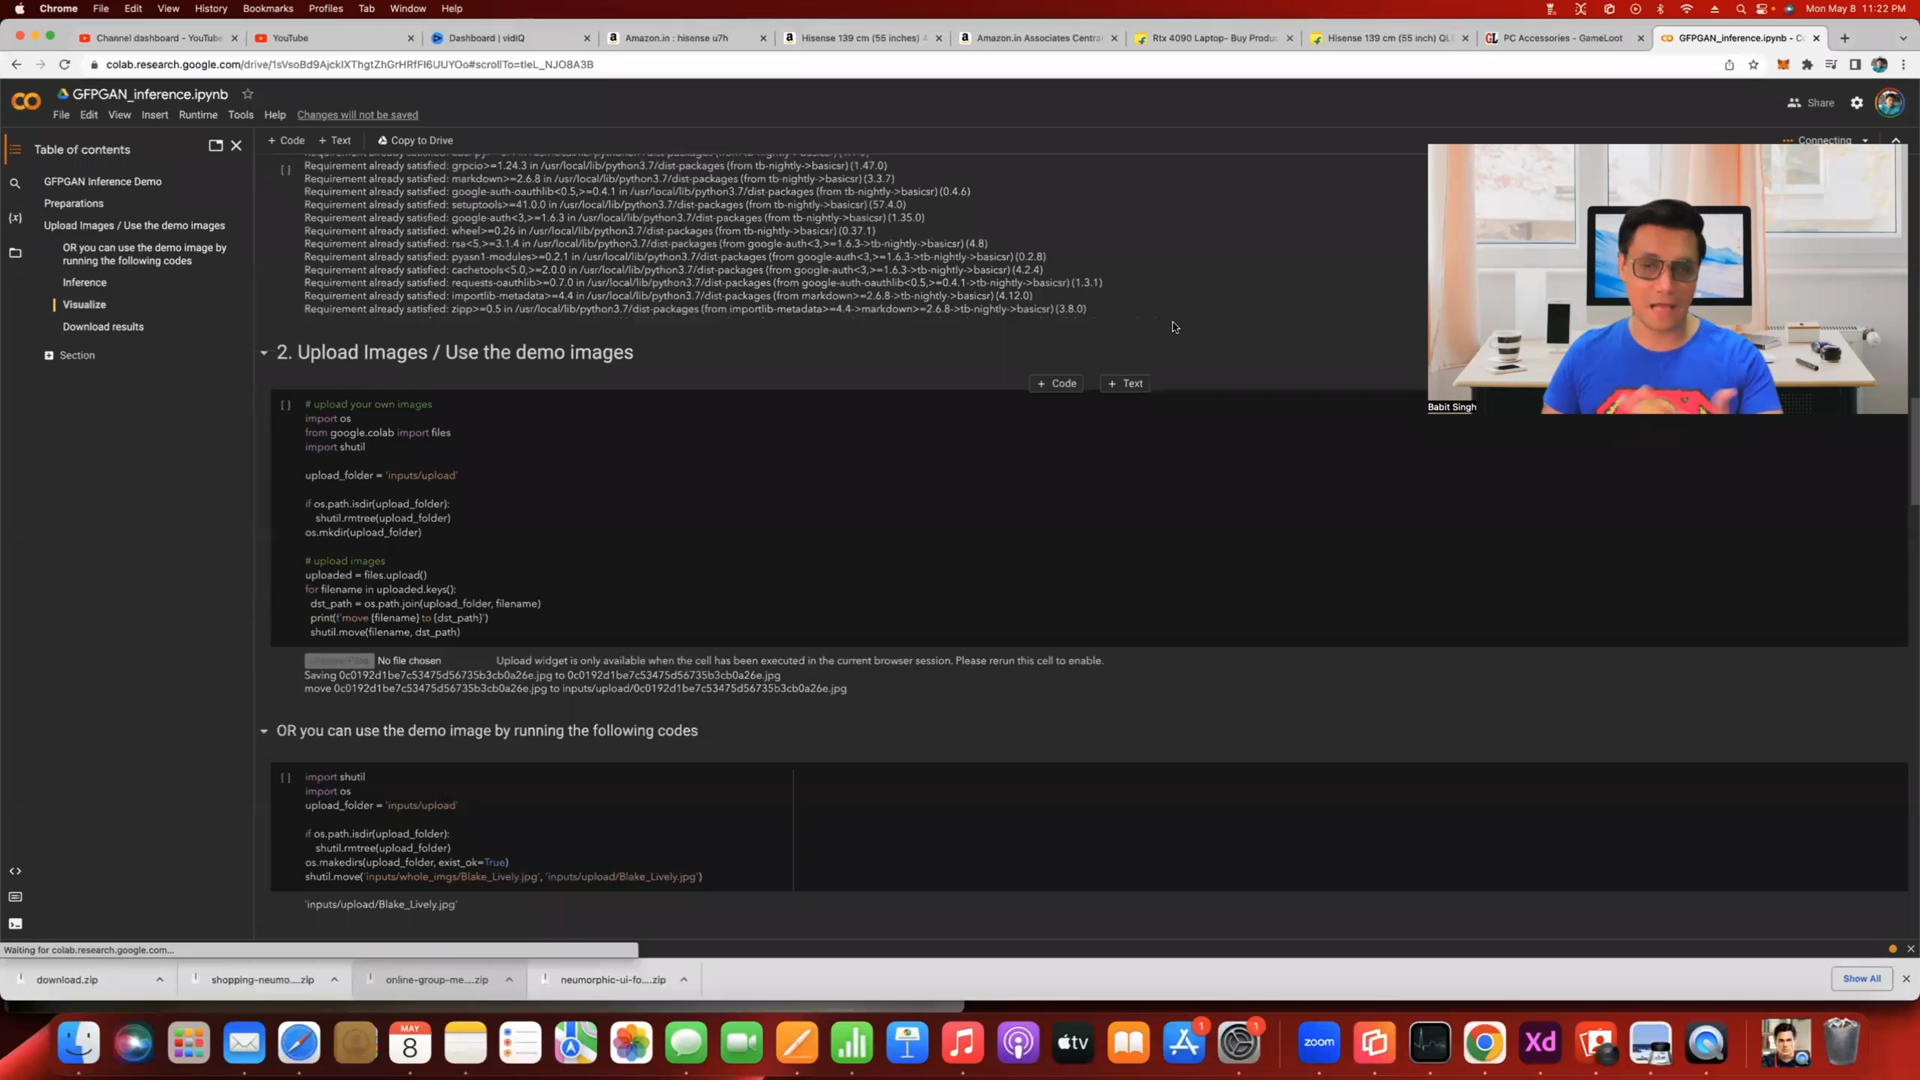 Chrome File Edit View History Bookmarks Profiles Tab Window Help Mon May 8 11:22 PM
Channel dashboard - YouTube YouTube Dashboard | vidIQ Amazon.in : hisense u7h Hisense 139 cm (55 inches) 4 Amazon.in Associates Centra Rtx 4090 Laptop- Buy Produ Hisense 139 cm (55 inch) QL PC Accessories - GameLoot GFPGAN_inference.ipynb - Co
colab.research.google.com/drive/1sVsoBd9AjckIXThgtZhGrHRfFI6UUYOo#scrollTo=tIeL_NJO8A3B
GFPGAN_inference.ipynb
File Edit View Insert Runtime Tools Help Changes will not be saved
Share
+ Code + Text Copy to Drive
Connecting
Table of contents
GFPGAN Inference Demo
Preparations
Upload Images / Use the demo images
OR you can use the demo image by
running the following codes
Inference
Visualize
Download results
Section
[ ]
grpcio>=1.24.3 in /usr/local/lib/python3.7/dist-packages (from tb-nightly->basicsr) (1.47.0)
Requirement already satisfied: markdown>=2.6.8 in /usr/local/lib/python3.7/dist-packages (from tb-nightly->basicsr) (3.3.7)
Requirement already satisfied: google-auth-oauthlib<0.5,>=0.4.1 in /usr/local/lib/python3.7/dist-packages (from tb-nightly->basicsr) (0.4.6)
Requirement already satisfied: setuptools>=41.0.0 in /usr/local/lib/python3.7/dist-packages (from tb-nightly->basicsr) (57.4.0)
Requirement already satisfied: google-auth<3,>=1.6.3 in /usr/local/lib/python3.7/dist-packages (from tb-nightly->basicsr) (1.35.0)
Requirement already satisfied: wheel>=0.26 in /usr/local/lib/python3.7/dist-packages (from tb-nightly->basicsr) (0.37.1)
Requirement already satisfied: rsa<5,>=3.1.4 in /usr/local/lib/python3.7/dist-packages (from google-auth<3,>=1.6.3->tb-nightly->basicsr) (4.8)
Requirement already satisfied: pyasn1-modules>=0.2.1 in /usr/local/lib/python3.7/dist-packages (from google-auth<3,>=1.6.3->tb-nightly->basicsr) (0.2.8)
Requirement already satisfied: cachetools<5.0,>=2.0.0 in /usr/local/lib/python3.7/dist-packages (from google-auth<3,>=1.6.3->tb-nightly->basicsr) (4.2.4)
Requirement already satisfied: requests-oauthlib>=0.7.0 in /usr/local/lib/python3.7/dist-packages (from google-auth-oauthlib<0.5,>=0.4.1->tb-nightly->basicsr) (1.3.1)
Requirement already satisfied: importlib-metadata>=4.4 in /usr/local/lib/python3.7/dist-packages (from markdown>=2.6.8->tb-nightly->basicsr) (4.12.0)
Requirement already satisfied: zipp>=0.5 in /usr/local/lib/python3.7/dist-packages (from importlib-metadata>=4.4->markdown>=2.6.8->tb-nightly->basicsr) (3.8.0)
Babit Singh
2. Upload Images / Use the demo images
+ Code + Text
[ ] # upload your own images
import os
from google.colab import files
import shutil
upload_folder = 'inputs/upload'
if os.path.isdir(upload_folder):
shutil.rmtree(upload_folder)
os.mkdir(upload_folder)
# upload images
uploaded = files.upload()
for filename in uploaded.keys():
dst_path = os.path.join(upload_folder, filename)
print(f'move {filename} to {dst_path}')
shutil.move(filename, dst_path)
No file chosen Upload widget is only available when the cell has been executed in the current browser session. Please rerun this cell to enable.
Saving 0c0192d1be7c53475d56735b3cb0a26e.jpg to 0c0192d1be7c53475d56735b3cb0a26e.jpg
move 0c0192d1be7c53475d56735b3cb0a26e.jpg to inputs/upload/0c0192d1be7c53475d56735b3cb0a26e.jpg
OR you can use the demo image by running the following codes
[ ] import shutil
import os
upload_folder = 'inputs/upload'
if os.path.isdir(upload_folder):
shutil.rmtree(upload_folder)
os.makedirs(upload_folder, exist_ok=True)
shutil.move('inputs/whole_imgs/Blake_Lively.jpg', 'inputs/upload/Blake_Lively.jpg')
'inputs/upload/Blake_Lively.jpg'
Waiting for colab.research.google.com...
download.zip shopping-neumo....zip online-group-me....zip neumorphic-ui-fo....zip Show All
MAY
8
tv
1
1
zoom
Xd